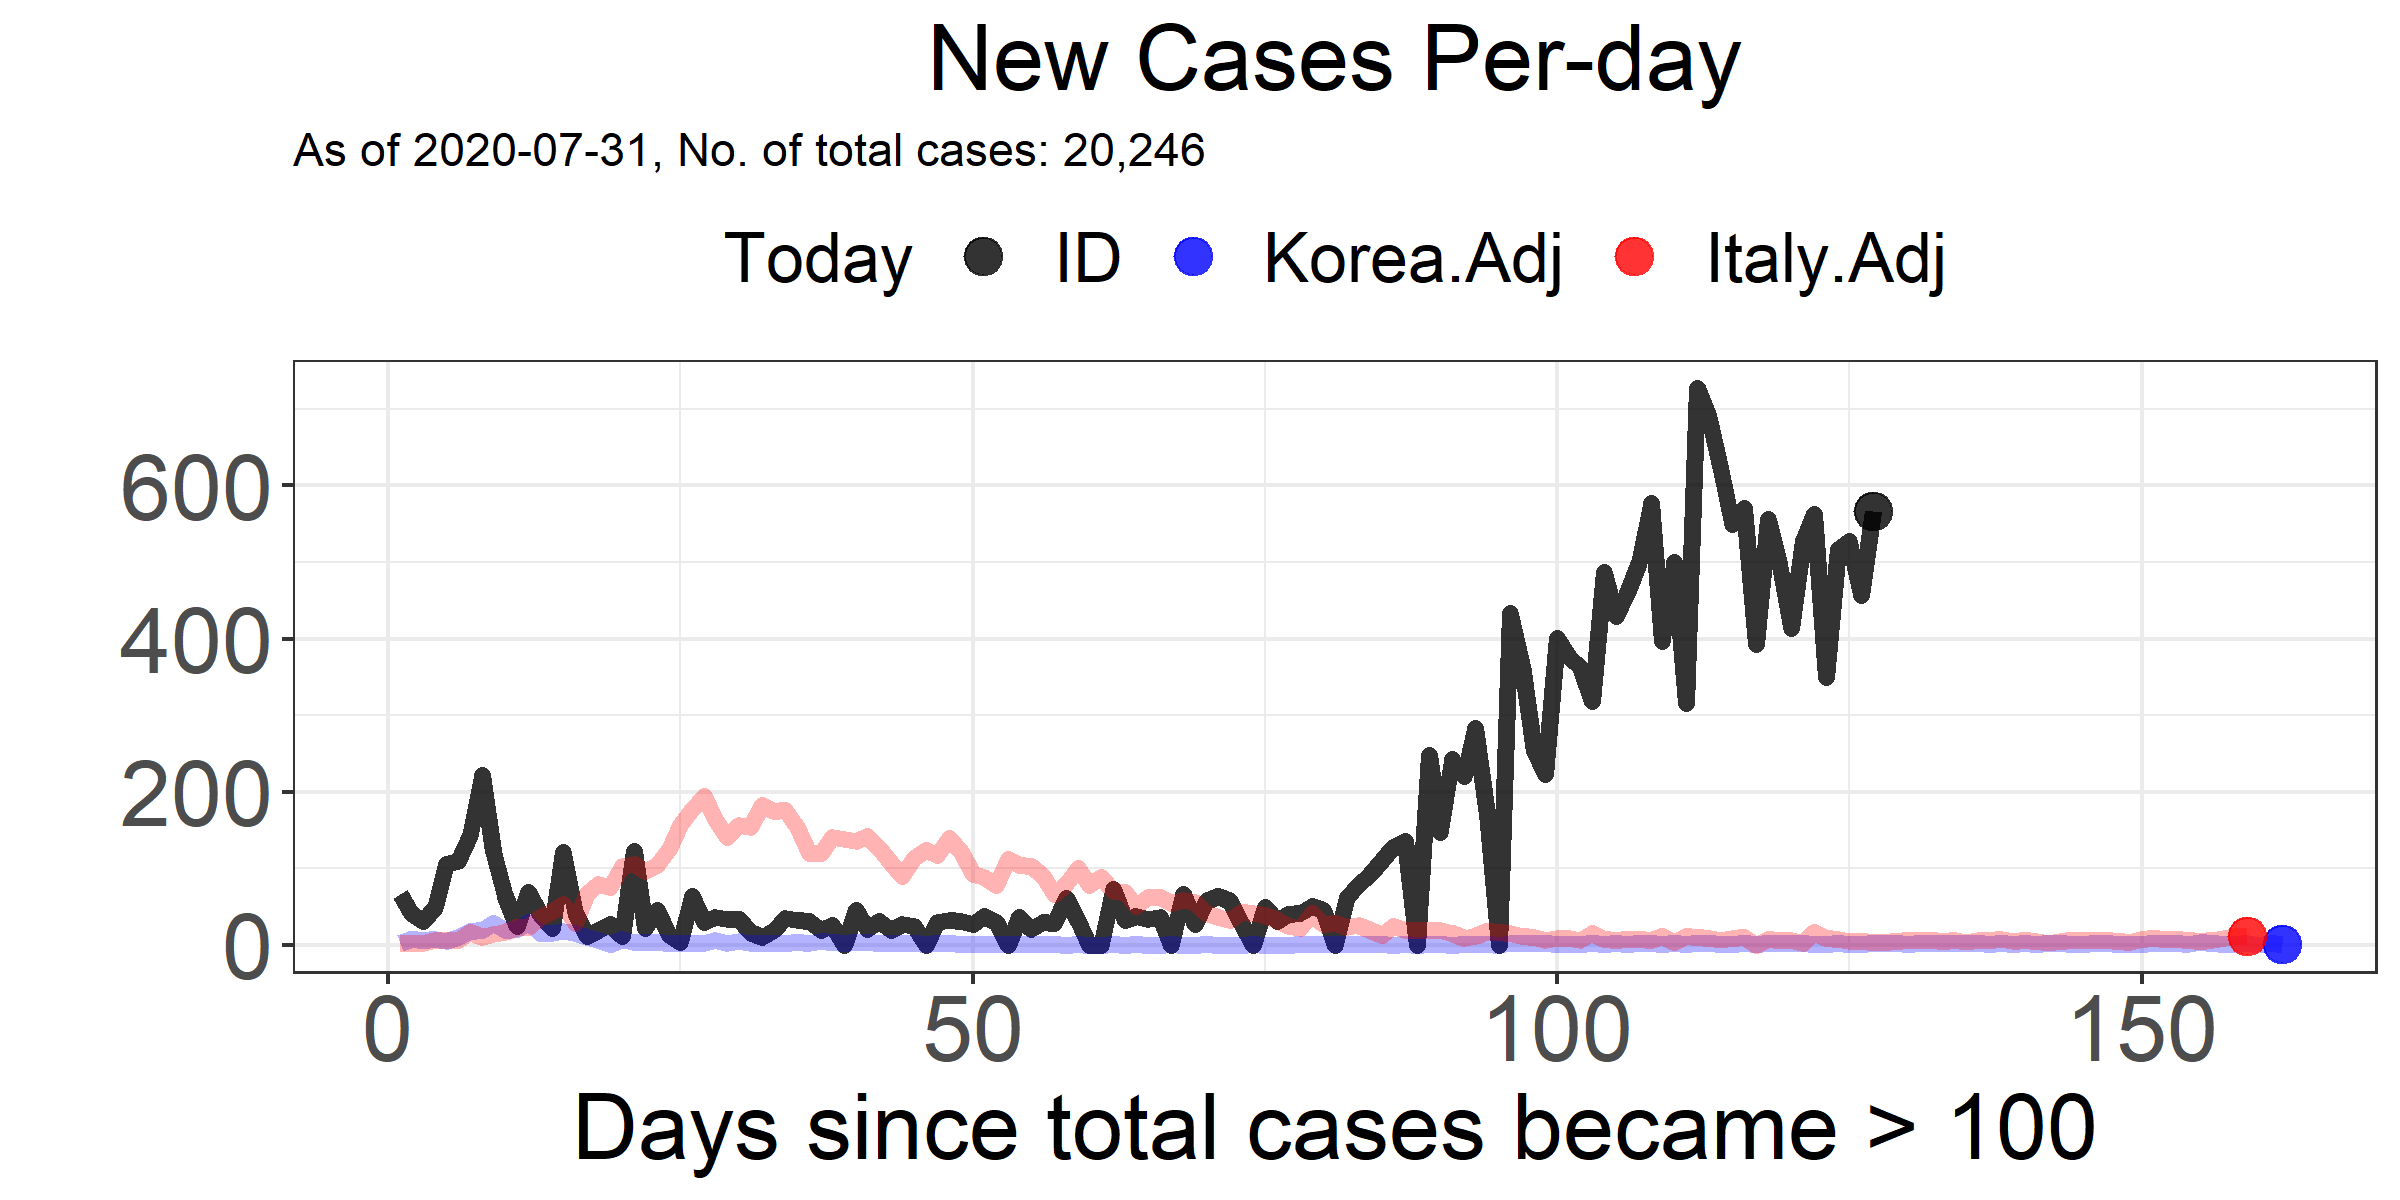 New Cases Per-day
As of 2020-07-31, No. of total cases: 20,246
Today ID Korea.Adj Italy.Adj
600
400
200
0
0 50 100 150
Days since total cases became > 100